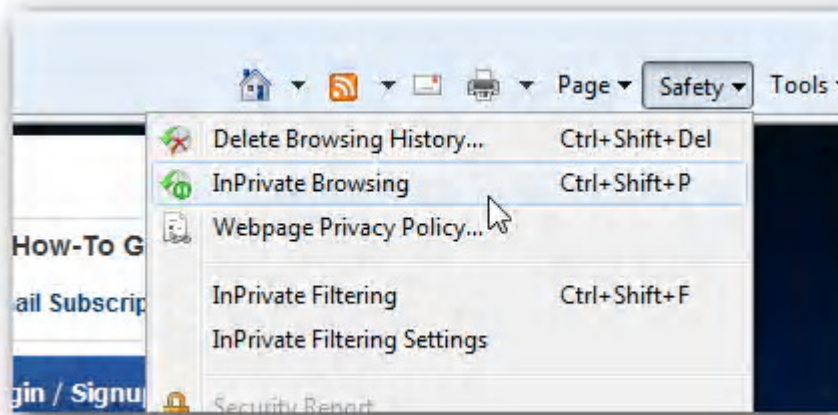 Page Safety Tools
Delete Browsing History... Ctrl+Shift+Del
InPrivate Browsing Ctrl+Shift+P
Webpage Privacy Policy...
How-To G
ail Subscrip
InPrivate Filtering Ctrl+Shift+F
InPrivate Filtering Settings
gin / Signu
Security Report